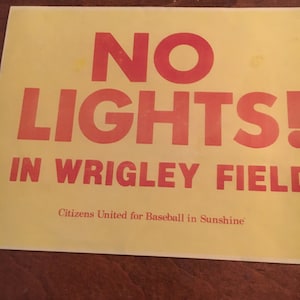 NO
LIGHTS!
IN WRIGLEY FIELD
Citizens United for Baseball in Sunshine